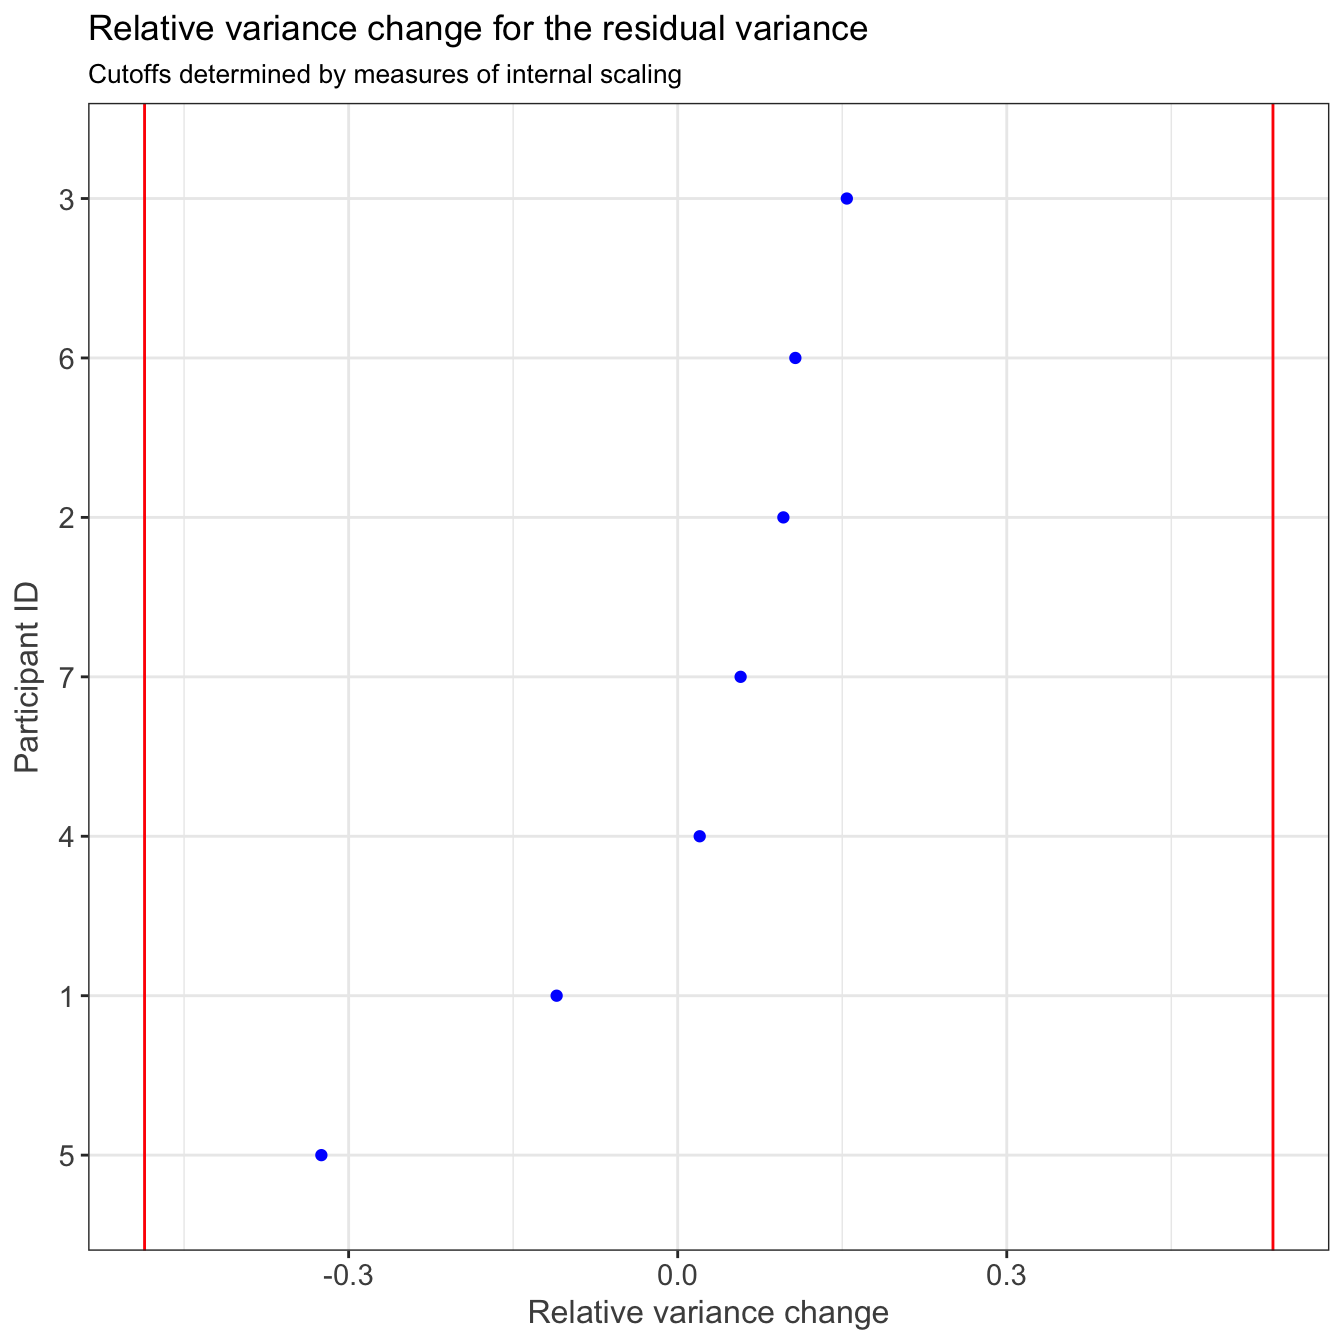 Relative variance change for the residual variance
Cutoffs determined by measures of internal scaling
Participant ID
3
6
2
7
4
1
5
-0.3 0.0 0.3
Relative variance change